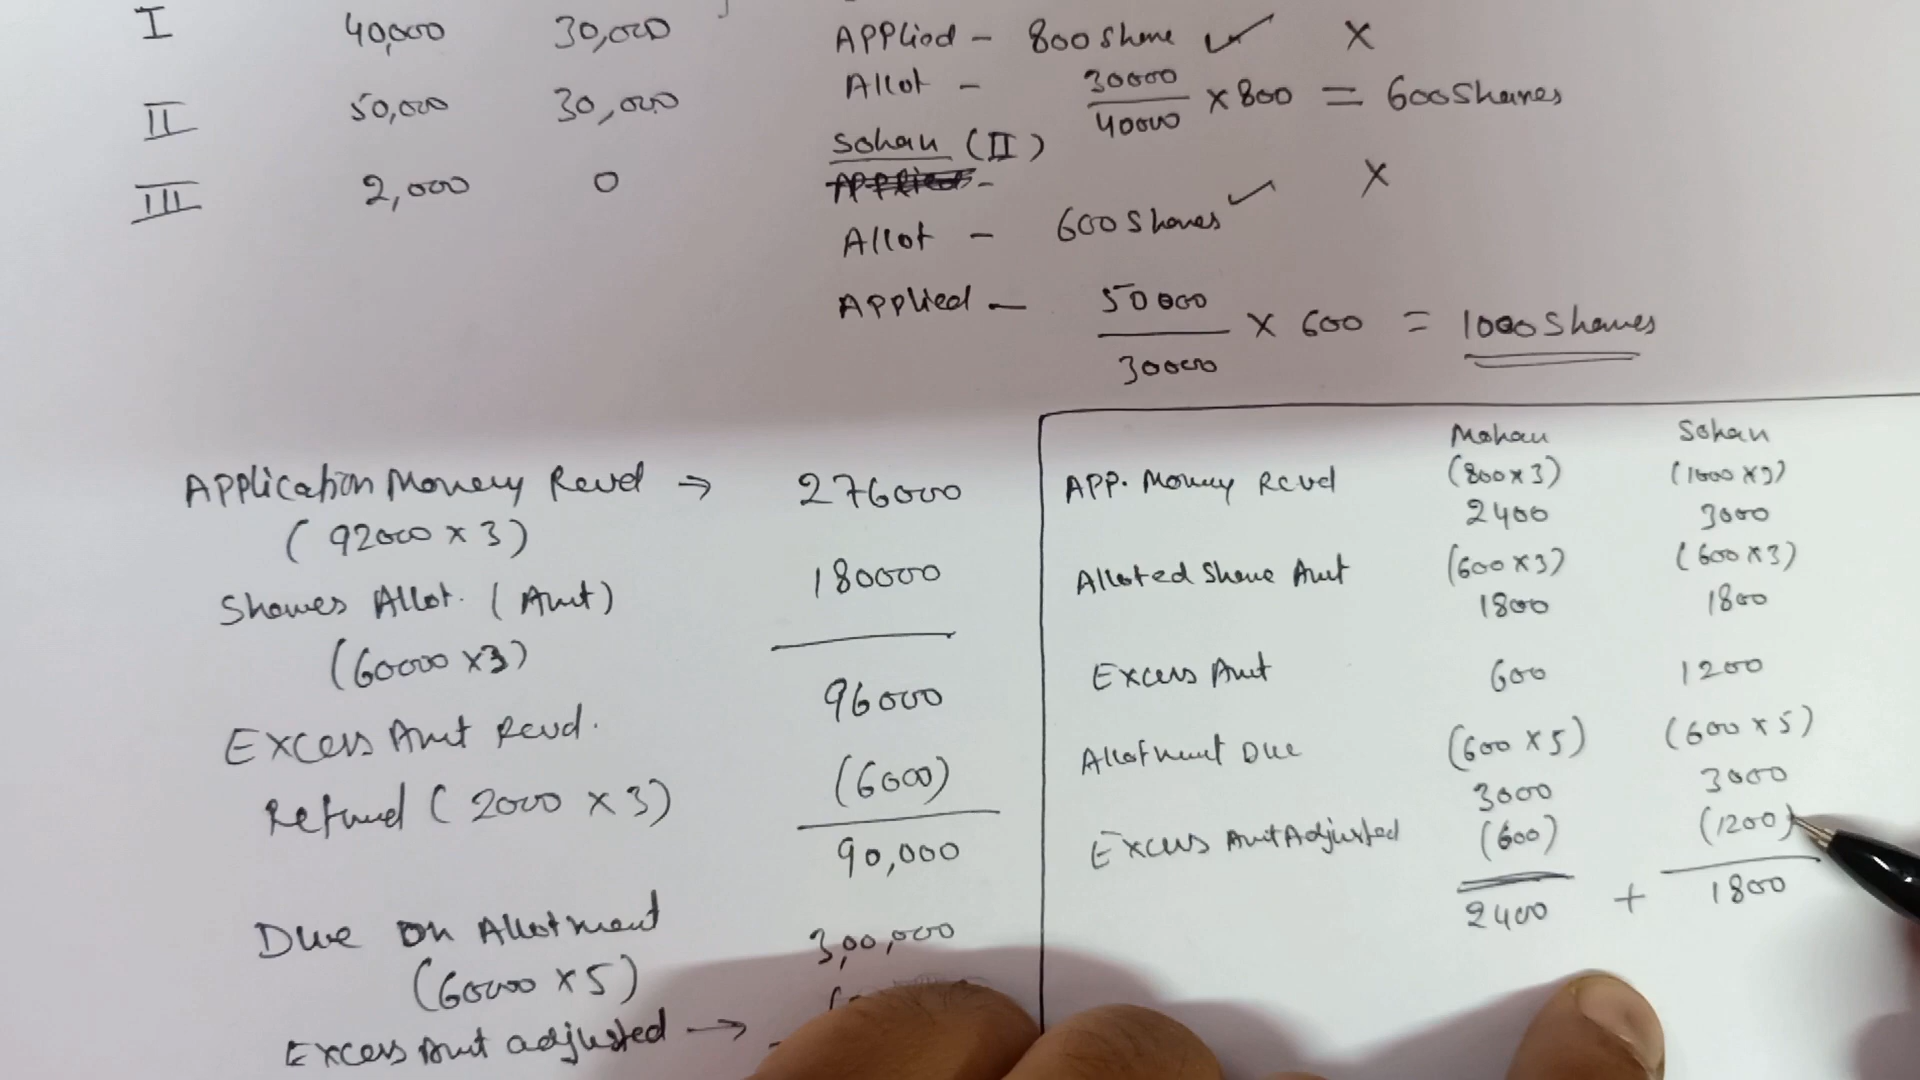 I 40,000 30,000
II 50,000 30,000
III 2,000 0
Applied - 800 Share ✓ X
Allot - 30000/40000 × 800 = 600 Shares
Sohan (II)
Applied -
Allot - 600 Shares ✓ X
Applied - 50000/30000 × 600 = 1000 Shares
Application Money Recvd → 276000
(92000 × 3)
Shares Allot. (Amt) 180000
(60000 × 3)
Excess Amt Recvd. 96000
Refund (2000 × 3) (6000)
90,000
Due on Allotment 3,00,000
(60000 × 5)
Excess Amt adjusted →
Mohan Sohan
App. Money Rcvd (800×3) (1000×3)
2400 3000
Alloted Share Amt (600×3) (600×3)
1800 1800
Excess Amt 600 1200
Allotment Due (600×5) (600×5)
3000 3000
Excess Amt Adjusted (600) (1200)
2400 + 1800